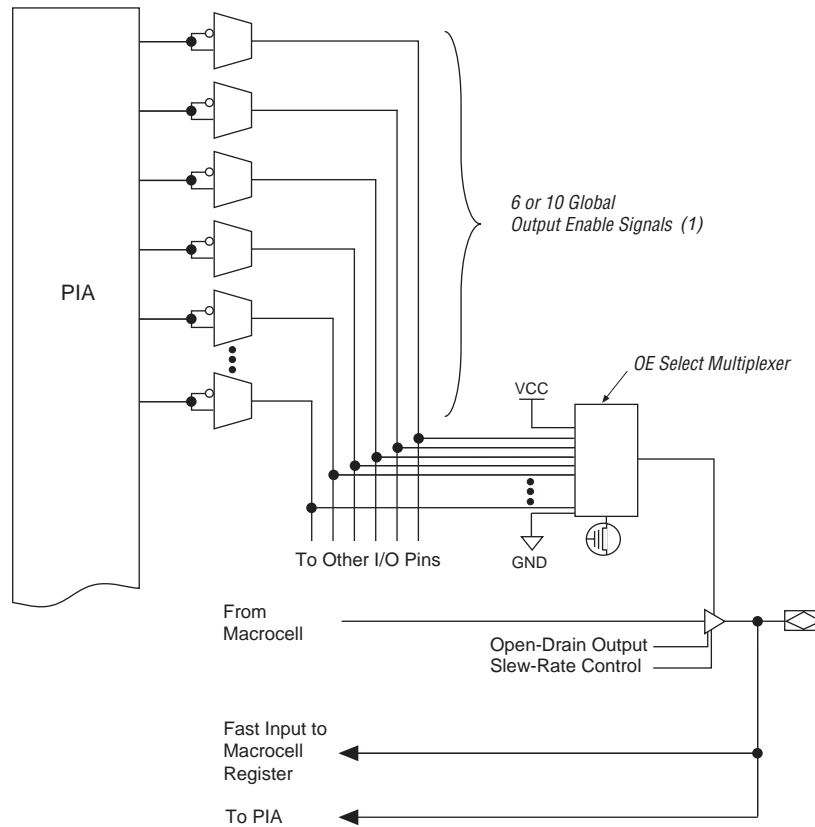 PIA
6 or 10 Global
Output Enable Signals (1)
OE Select Multiplexer
VCC
To Other I/O Pins
GND
From
Macrocell
Open-Drain Output
Slew-Rate Control
Fast Input to
Macrocell
Register
To PIA